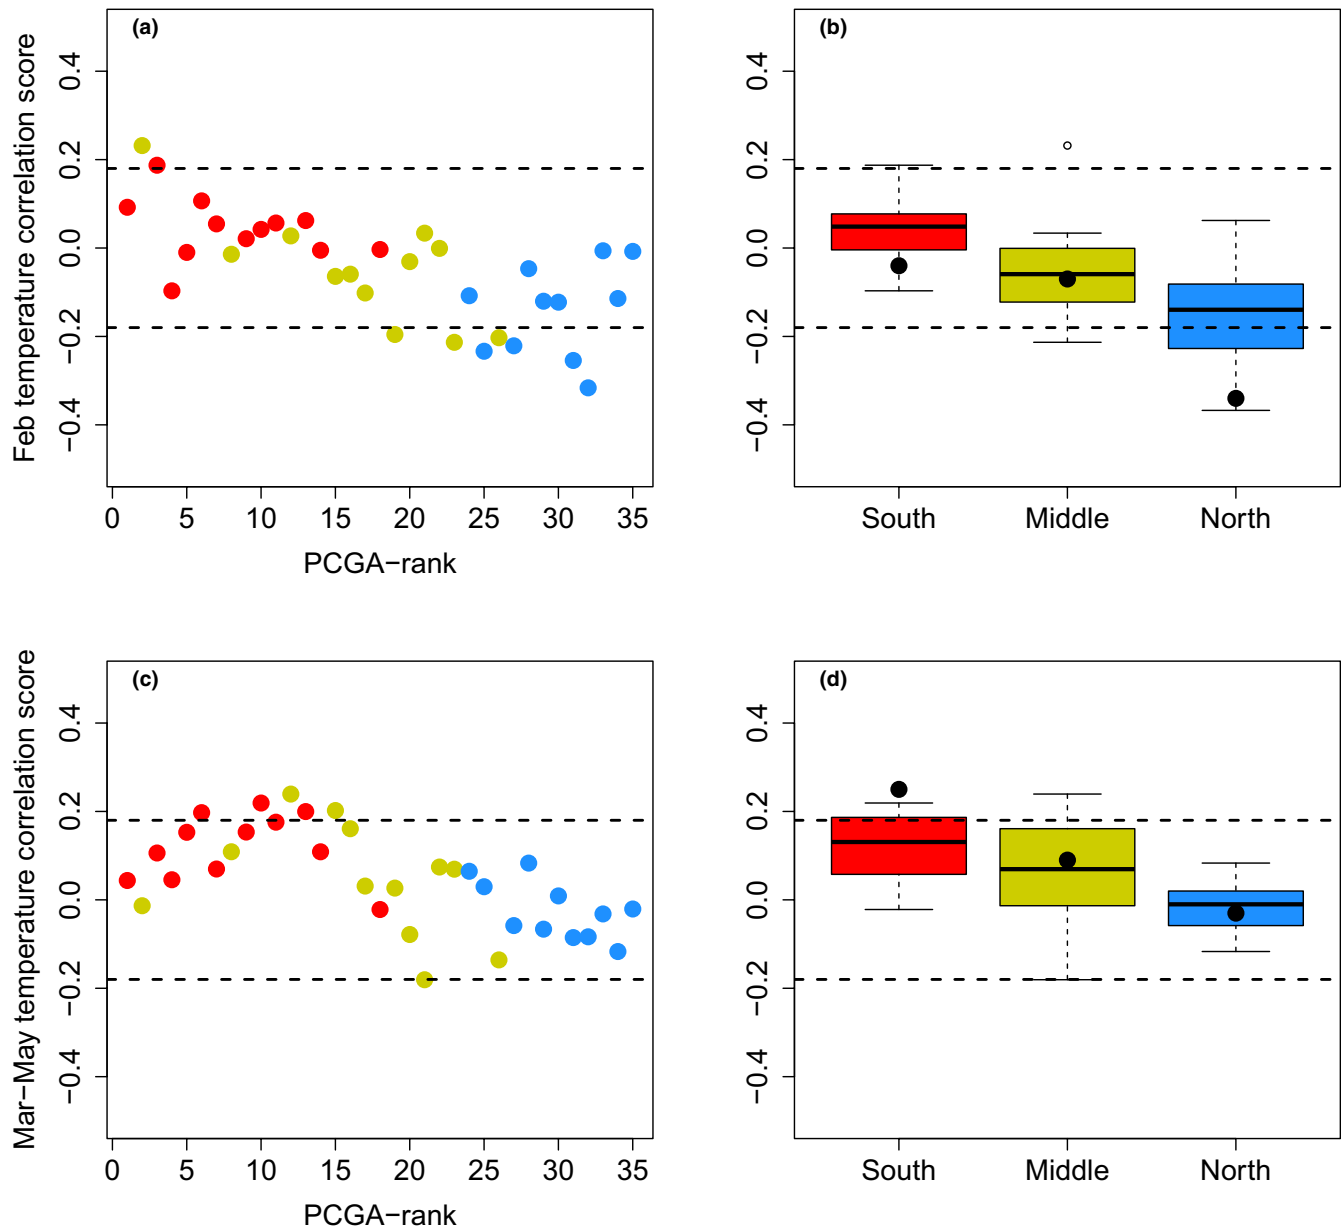 (a)
Feb temperature correlation score
0.4
0.2
0.0
−0.2
−0.4
0 5 10 15 20 25 30 35
PCGA−rank
(b)
0.4
0.2
0.0
−0.2
−0.4
South Middle North
(c)
Mar−May temperature correlation score
0.4
0.2
0.0
−0.2
−0.4
0 5 10 15 20 25 30 35
PCGA−rank
(d)
0.4
0.2
0.0
−0.2
−0.4
South Middle North